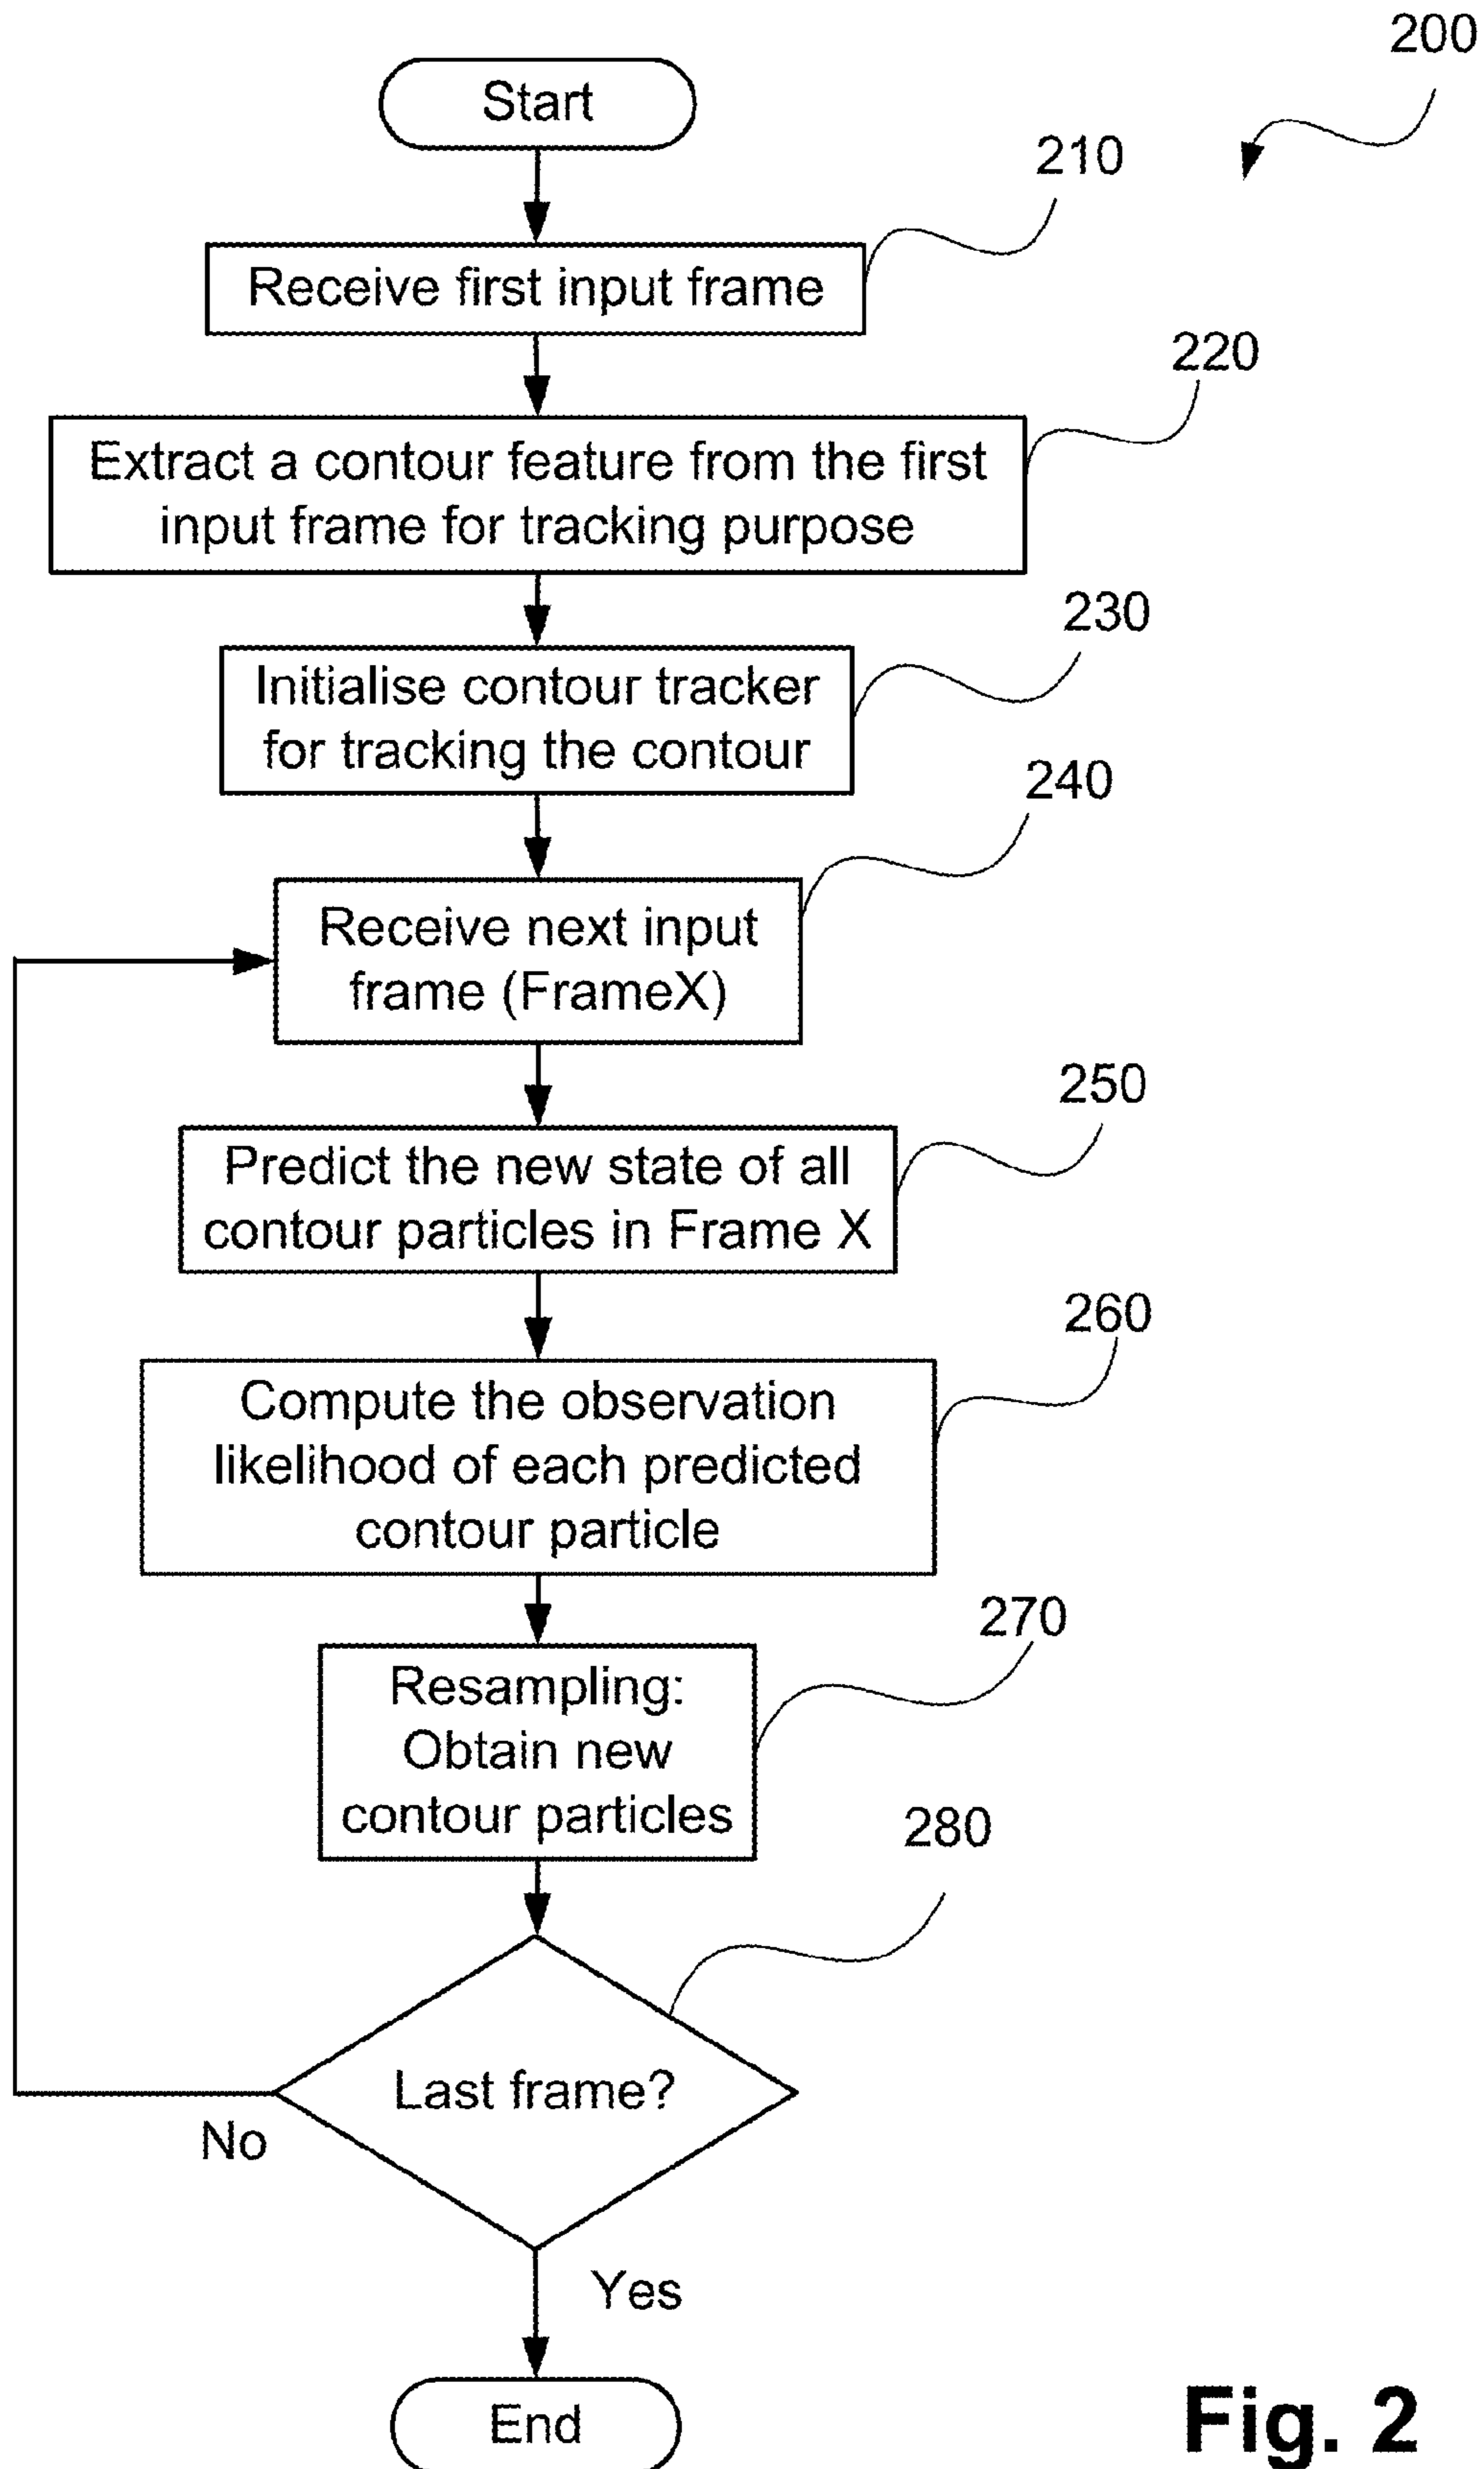 200
Start
210
Receive first input frame
220
Extract a contour feature from the first
input frame for tracking purpose
230
Initialise contour tracker
for tracking the contour
240
Receive next input
frame (FrameX)
250
Predict the new state of all
contour particles in Frame X
260
Compute the observation
likelihood of each predicted
contour particle
270
Resampling:
Obtain new
contour particles
280
Last frame?
No
Yes
End
Fig. 2